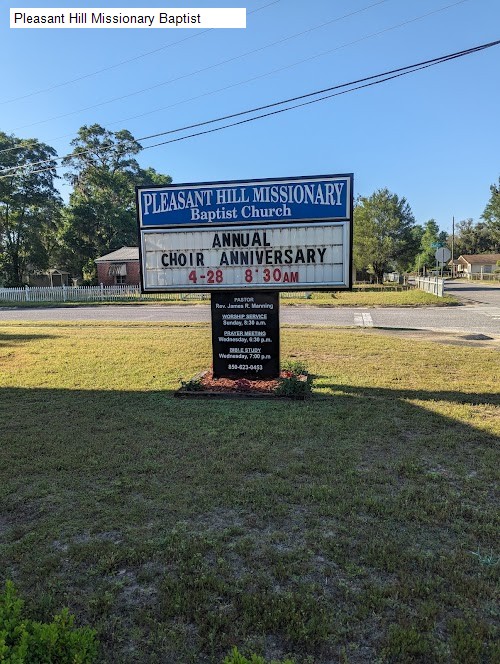 Pleasant Hill Missionary Baptist
PLEASANT HILL MISSIONARY
Baptist Church
ANNUAL
CHOIR ANNIVERSARY
4-28 8'30AM
PASTOR
Rev. James R. Manning
WORSHIP SERVICE
Sunday, 8:30 a.m.
PRAYER MEETING
Wednesday, 6:30 p.m.
BIBLE STUDY
Wednesday, 7:00 p.m.
850-623-0453